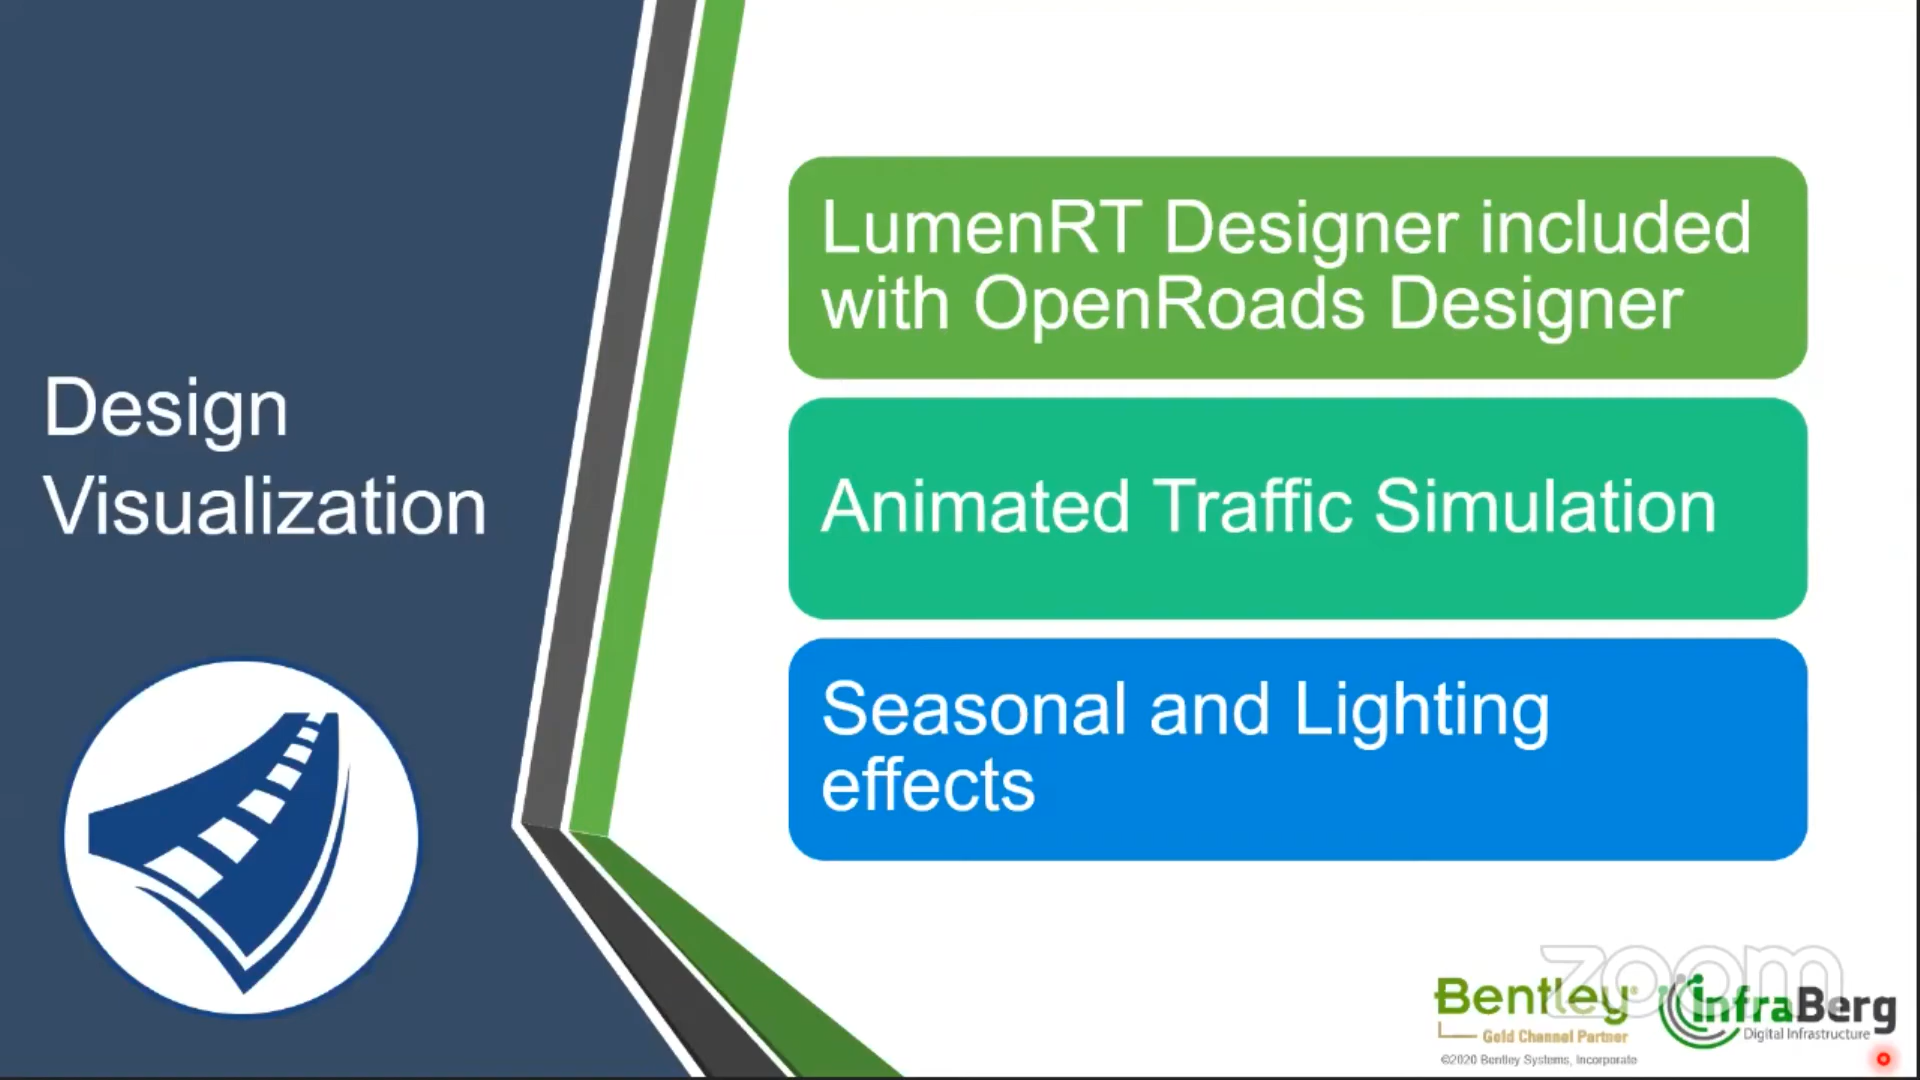 Design
Visualization
LumenRT Designer included
with OpenRoads Designer
Animated Traffic Simulation
Seasonal and Lighting
effects
zoom
Bentley
Gold Channel Partner
©2020 Bentley Systems, Incorporate
infraBerg
Digital Infrastructure